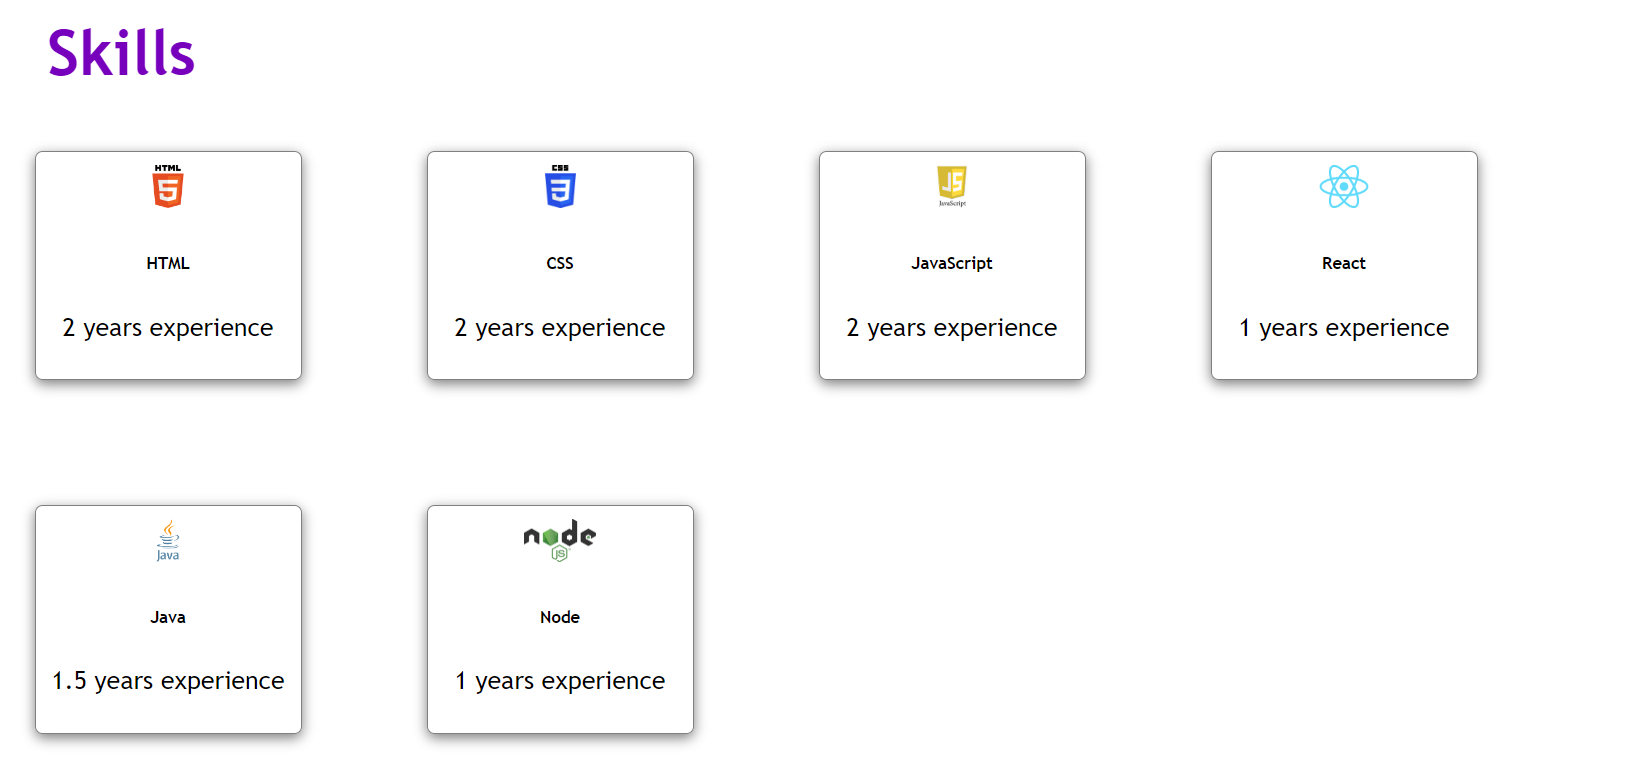 Skills
HTML
5
HTML
2 years experience
CSS
3
CSS
2 years experience
JS
JavaScript
JavaScript
2 years experience
React
1 years experience
Java
Java
1.5 years experience
node
JS
Node
1 years experience